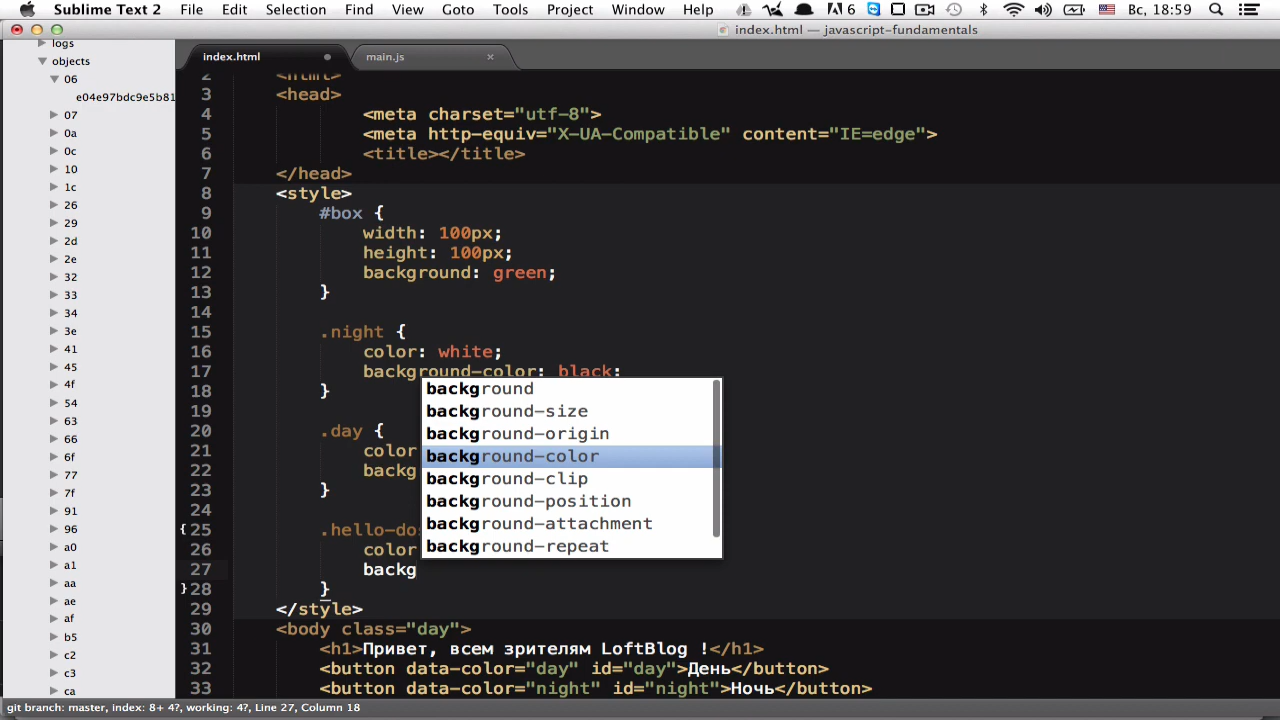 Sublime Text 2 File Edit Selection Find View Goto Tools Project Window Help 6 Вс, 18:59
index.html — javascript-fundamentals
logs
objects
06
e04e97bdc9e5b81
07
0a
0c
10
1c
26
29
2d
2e
32
33
34
3e
41
45
4f
54
63
66
6f
77
7f
91
96
a0
a1
aa
ae
af
b5
c2
c3
ca
index.html main.js ×
2 <html>
3 <head>
4 <meta charset="utf-8">
5 <meta http-equiv="X-UA-Compatible" content="IE=edge">
6 <title></title>
7 </head>
8 <style>
9 #box {
10 width: 100px;
11 height: 100px;
12 background: green;
13 }
14
15 .night {
16 color: white;
17 background-color: black;
18 }
19
20 .day {
21 color
22 backg
23 }
24
{25 .hello-do
26 color
27 backg
}28 }
29 </style>
30 <body class="day">
31 <h1>Привет, всем зрителям LoftBlog !</h1>
32 <button data-color="day" id="day">День</button>
33 <button data-color="night" id="night">Ночь</button>
background
background-size
background-origin
background-color
background-clip
background-position
background-attachment
background-repeat
git branch: master, index: 8+ 4?, working: 4?, Line 27, Column 18